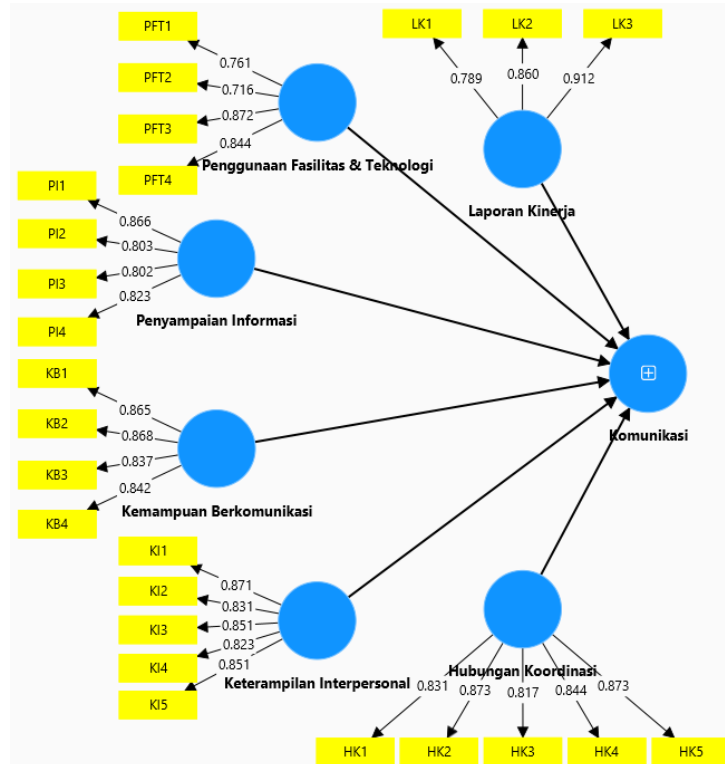 PFT1
PFT2
PFT3
PFT4
0.761
0.716
0.872
0.844
Penggunaan Fasilitas & Teknologi
LK1
LK2
LK3
0.789
0.860
0.912
Laporan Kinerja
PI1
PI2
PI3
PI4
0.866
0.803
0.802
0.823
Penyampaian Informasi
KB1
KB2
KB3
KB4
0.865
0.868
0.837
0.842
Kemampuan Berkomunikasi
Komunikasi
KI1
KI2
KI3
KI4
KI5
0.871
0.831
0.851
0.823
0.851
Keterampilan Interpersonal
Hubungan Koordinasi
0.831
0.873
0.817
0.844
0.873
HK1
HK2
HK3
HK4
HK5